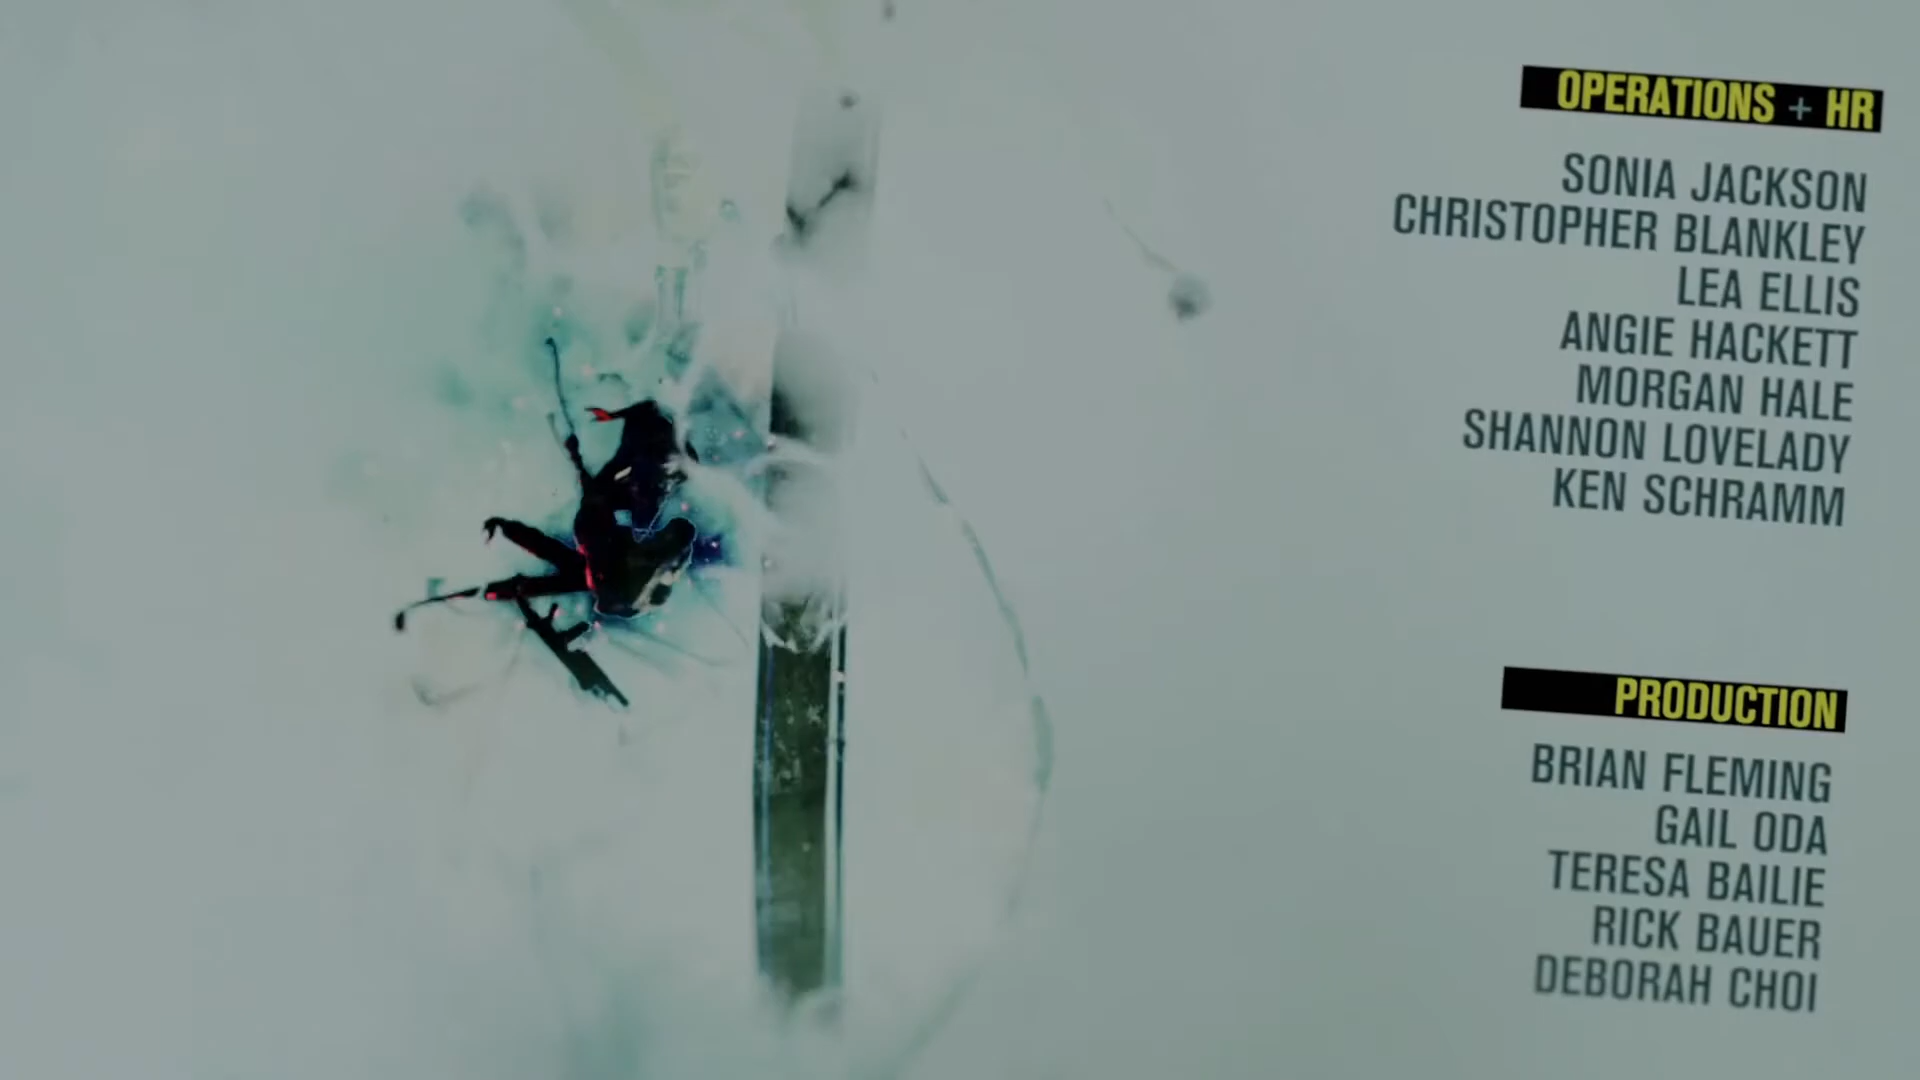 OPERATIONS + HR
SONIA JACKSON
CHRISTOPHER BLANKLEY
LEA ELLIS
ANGIE HACKETT
MORGAN HALE
SHANNON LOVELADY
KEN SCHRAMM
PRODUCTION
BRIAN FLEMING
GAIL ODA
TERESA BAILIE
RICK BAUER
DEBORAH CHOI